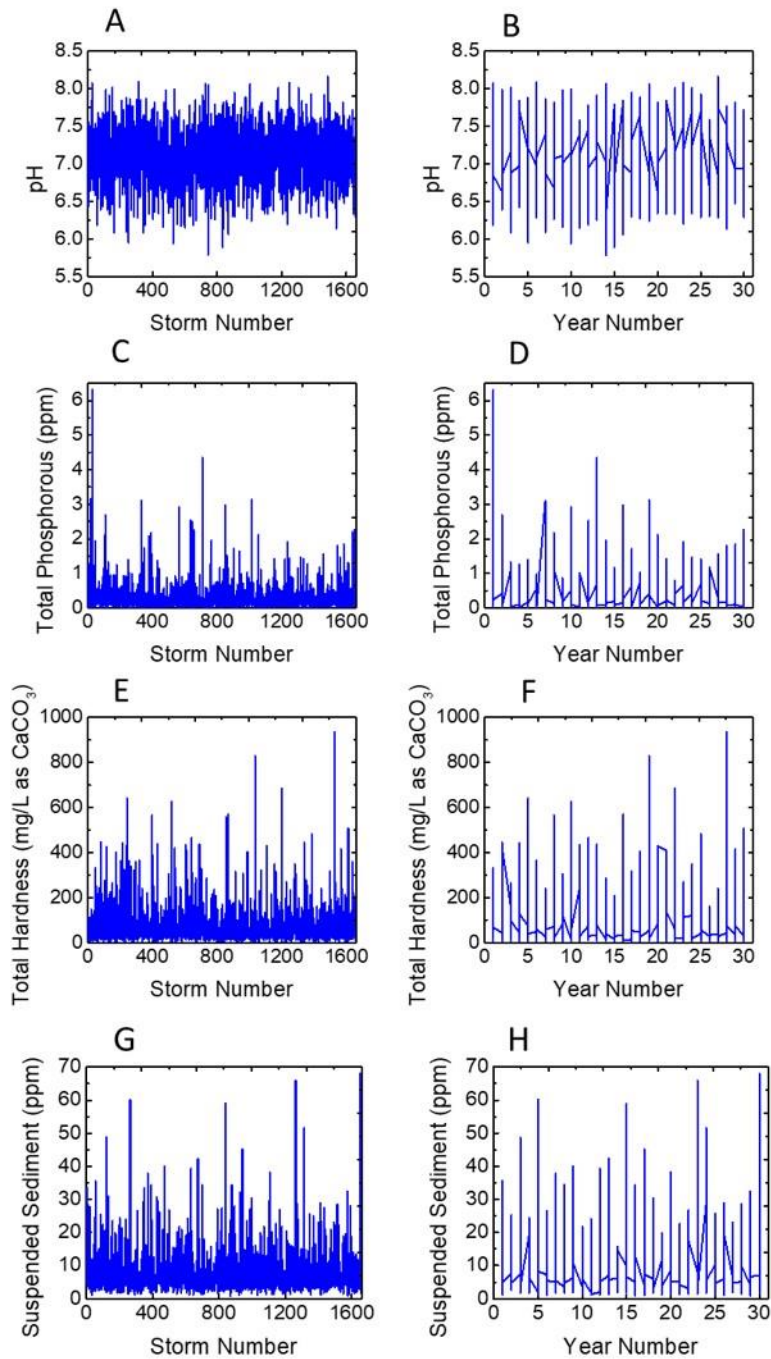 A
B
8.5
8.0
7.5
7.0
6.5
6.0
5.5
pH
0 400 800 1200 1600
Storm Number
8.5
8.0
7.5
7.0
6.5
6.0
5.5
pH
0 5 10 15 20 25 30
Year Number
C
D
6
5
4
3
2
1
0
Total Phosphorous (ppm)
0 400 800 1200 1600
Storm Number
6
5
4
3
2
1
0
Total Phosphorous (ppm)
0 5 10 15 20 25 30
Year Number
E
F
1000
800
600
400
200
0
Total Hardness (mg/L as CaCO₃)
0 400 800 1200 1600
Storm Number
1000
800
600
400
200
0
Total Hardness (mg/L as CaCO₃)
0 5 10 15 20 25 30
Year Number
G
H
70
60
50
40
30
20
10
0
Suspended Sediment (ppm)
0 400 800 1200 1600
Storm Number
70
60
50
40
30
20
10
0
Suspended Sediment (ppm)
0 5 10 15 20 25 30
Year Number